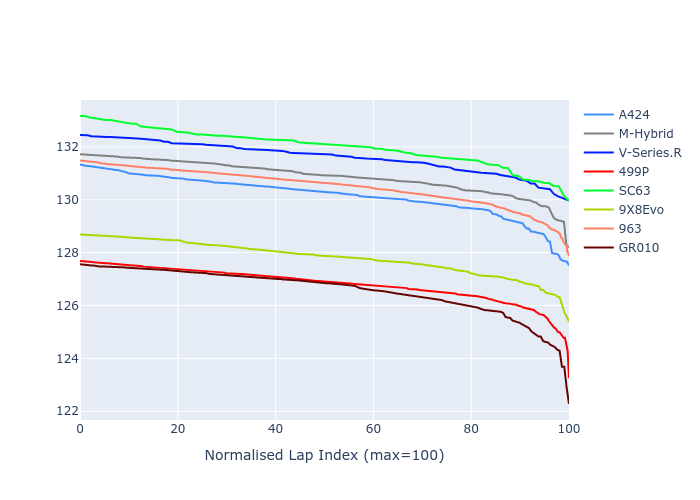 A424
M-Hybrid
V-Series.R
499P
SC63
9X8Evo
963
GR010
132
130
128
126
124
122
0 20 40 60 80 100
Normalised Lap Index (max=100)